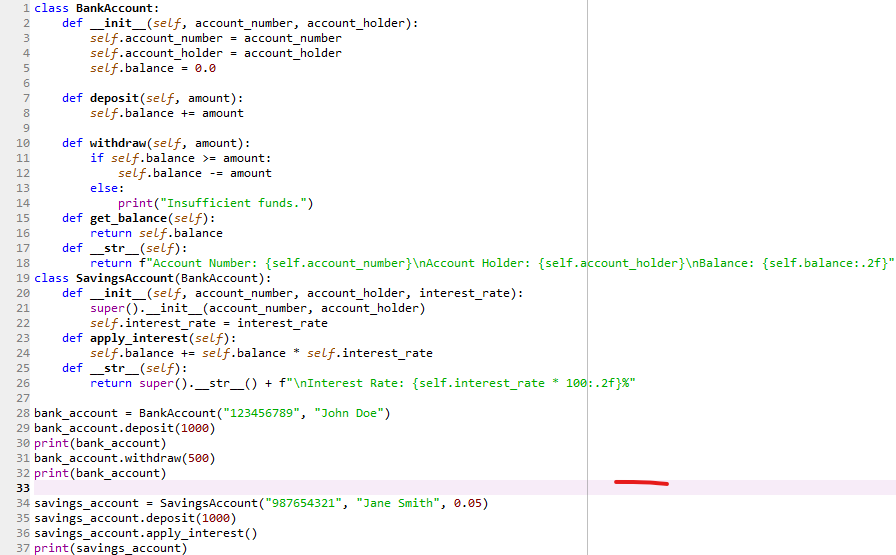 1 class BankAccount:
2     def __init__(self, account_number, account_holder):
3         self.account_number = account_number
4         self.account_holder = account_holder
5         self.balance = 0.0
6
7     def deposit(self, amount):
8         self.balance += amount
9
10     def withdraw(self, amount):
11         if self.balance >= amount:
12             self.balance -= amount
13         else:
14             print("Insufficient funds.")
15     def get_balance(self):
16         return self.balance
17     def __str__(self):
18         return f"Account Number: {self.account_number}\nAccount Holder: {self.account_holder}\nBalance: {self.balance:.2f}"
19 class SavingsAccount(BankAccount):
20     def __init__(self, account_number, account_holder, interest_rate):
21         super().__init__(account_number, account_holder)
22         self.interest_rate = interest_rate
23     def apply_interest(self):
24         self.balance += self.balance * self.interest_rate
25     def __str__(self):
26         return super().__str__() + f"\nInterest Rate: {self.interest_rate * 100:.2f}%"
27
28 bank_account = BankAccount("123456789", "John Doe")
29 bank_account.deposit(1000)
30 print(bank_account)
31 bank_account.withdraw(500)
32 print(bank_account)
33
34 savings_account = SavingsAccount("987654321", "Jane Smith", 0.05)
35 savings_account.deposit(1000)
36 savings_account.apply_interest()
37 print(savings_account)